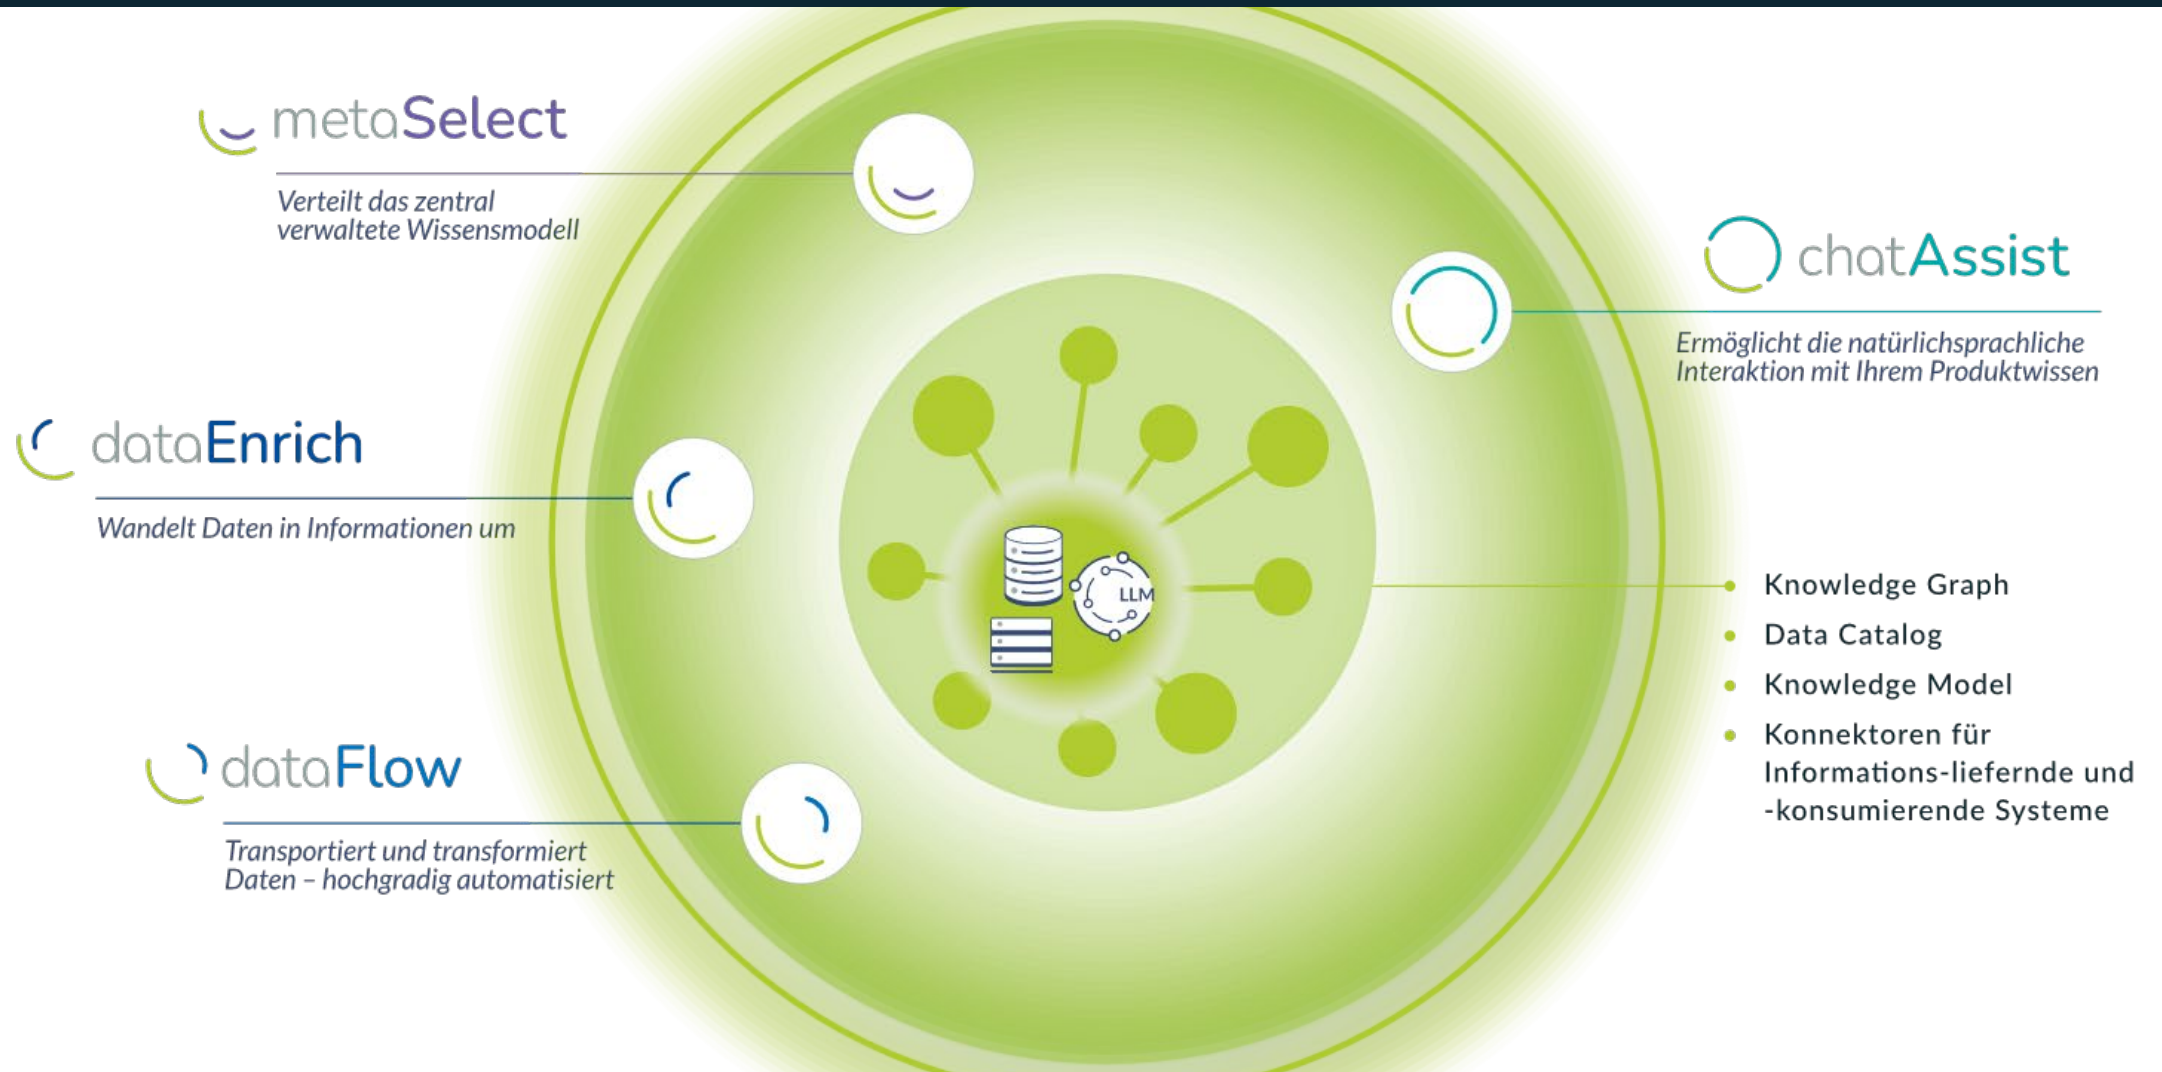 metaSelect
Verteilt das zentral
verwaltete Wissensmodell
dataEnrich
Wandelt Daten in Informationen um
dataFlow
Transportiert und transformiert
Daten – hochgradig automatisiert
LLM
chatAssist
Ermöglicht die natürlichsprachliche
Interaktion mit Ihrem Produktwissen
Knowledge Graph
Data Catalog
Knowledge Model
Konnektoren für
Informations-liefernde und
-konsumierende Systeme